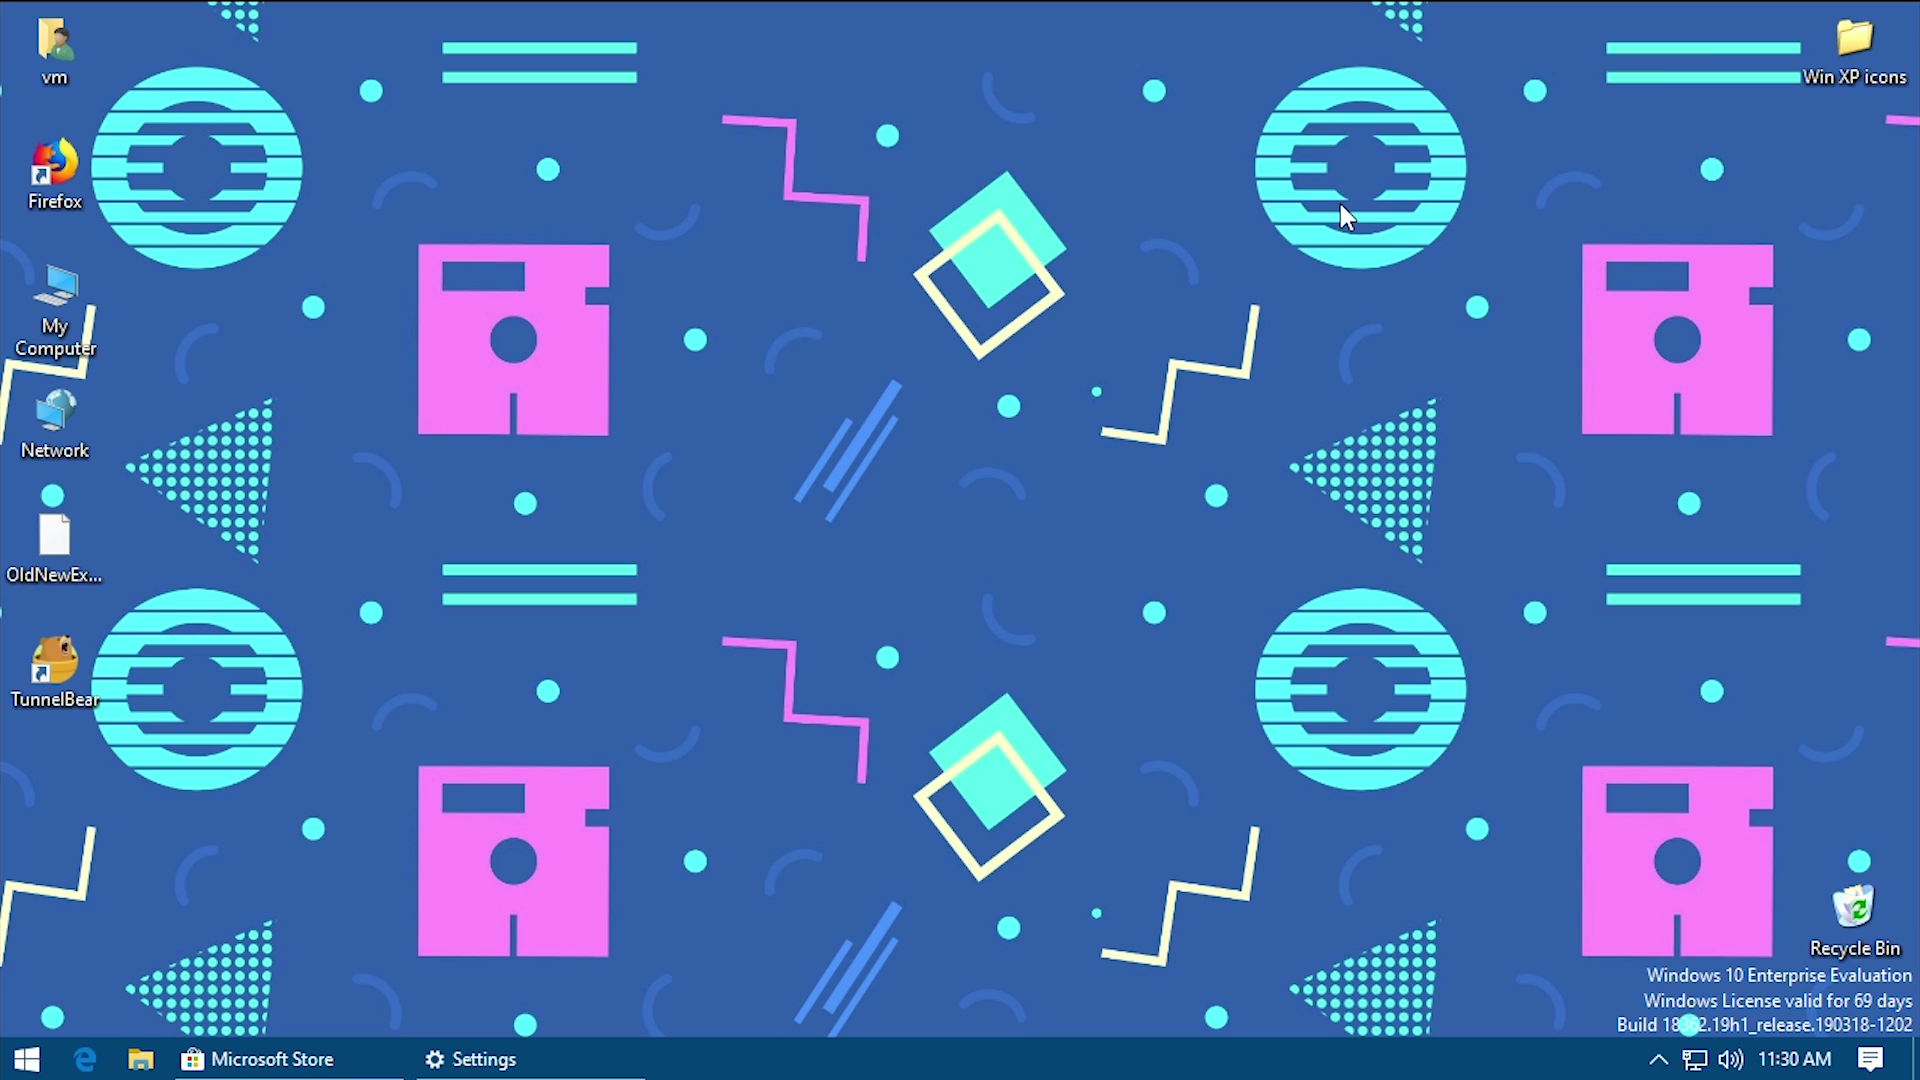 vm
Win XP icons
Firefox
My
Computer
Network
OldNewEx...
TunnelBear
Recycle Bin
Windows 10 Enterprise Evaluation
Windows License valid for 69 days
Build 18362.19h1_release.190318-1202
Microsoft Store
Settings
11:30 AM